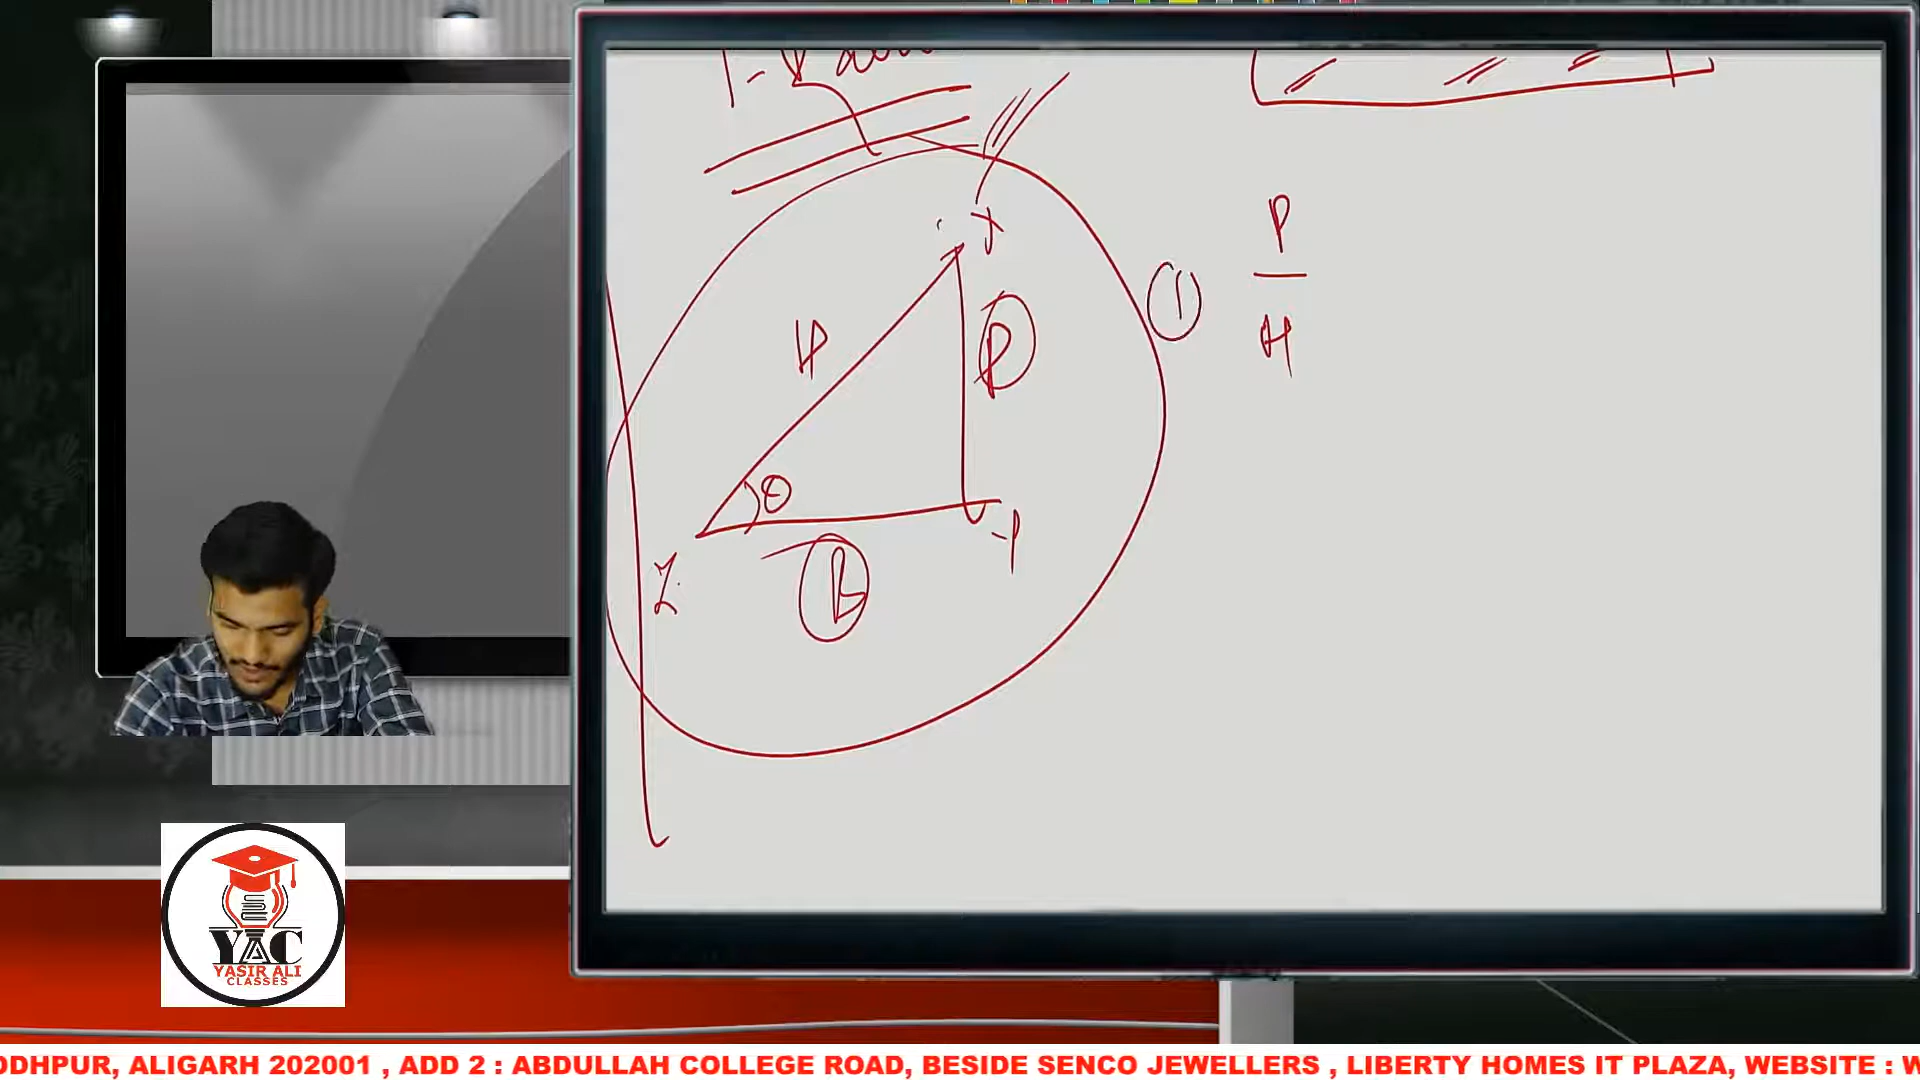 P
①
H
H
P
θ
B
Z
YAC
YASIR ALI
CLASSES
ODHPUR, ALIGARH 202001 , ADD 2 : ABDULLAH COLLEGE ROAD, BESIDE SENCO JEWELLERS , LIBERTY HOMES IT PLAZA, WEBSITE : W